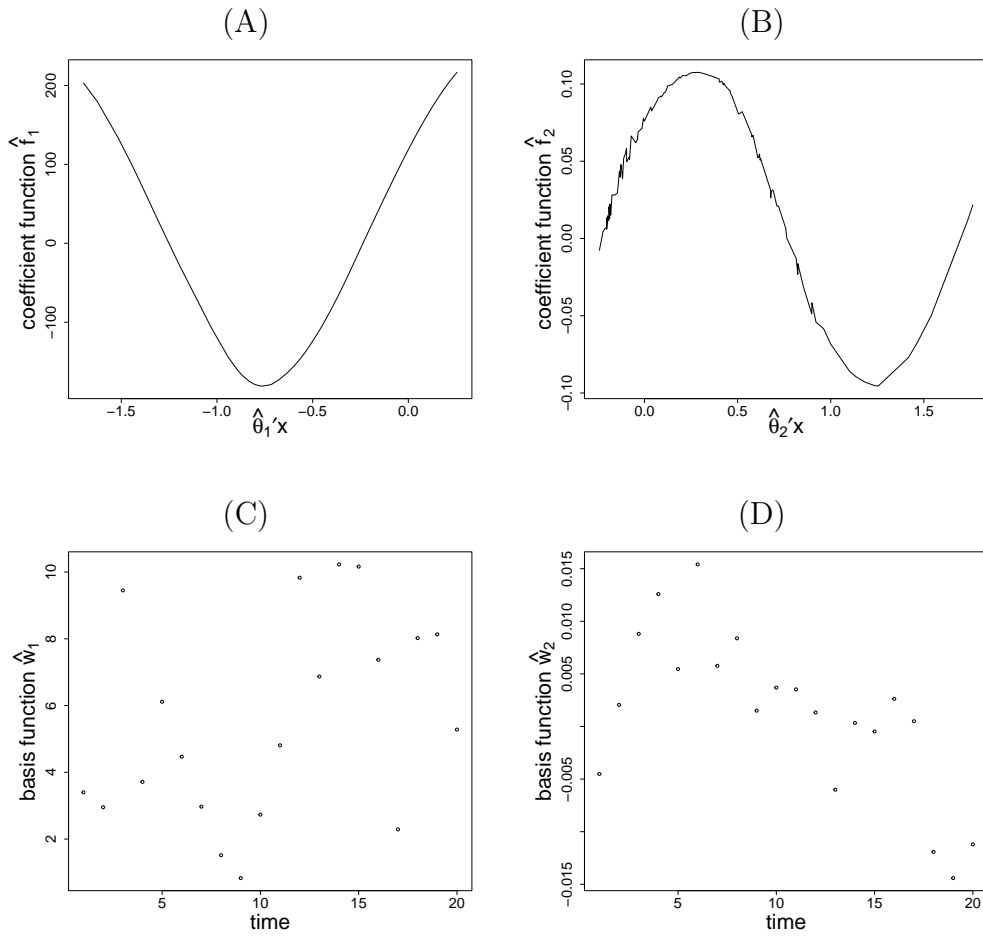 (A)
(B)
coefficient function f̂₁
200
100
0
−100
−1.5
−1.0
−0.5
0.0
θ̂₁′x
coefficient function f̂₂
0.10
0.05
0.00
−0.05
−0.10
0.0
0.5
1.0
1.5
θ̂₂′x
(C)
(D)
basis function ŵ₁
10
8
6
4
2
5
10
15
20
time
basis function ŵ₂
0.015
0.010
0.005
−0.005
−0.015
5
10
15
20
time